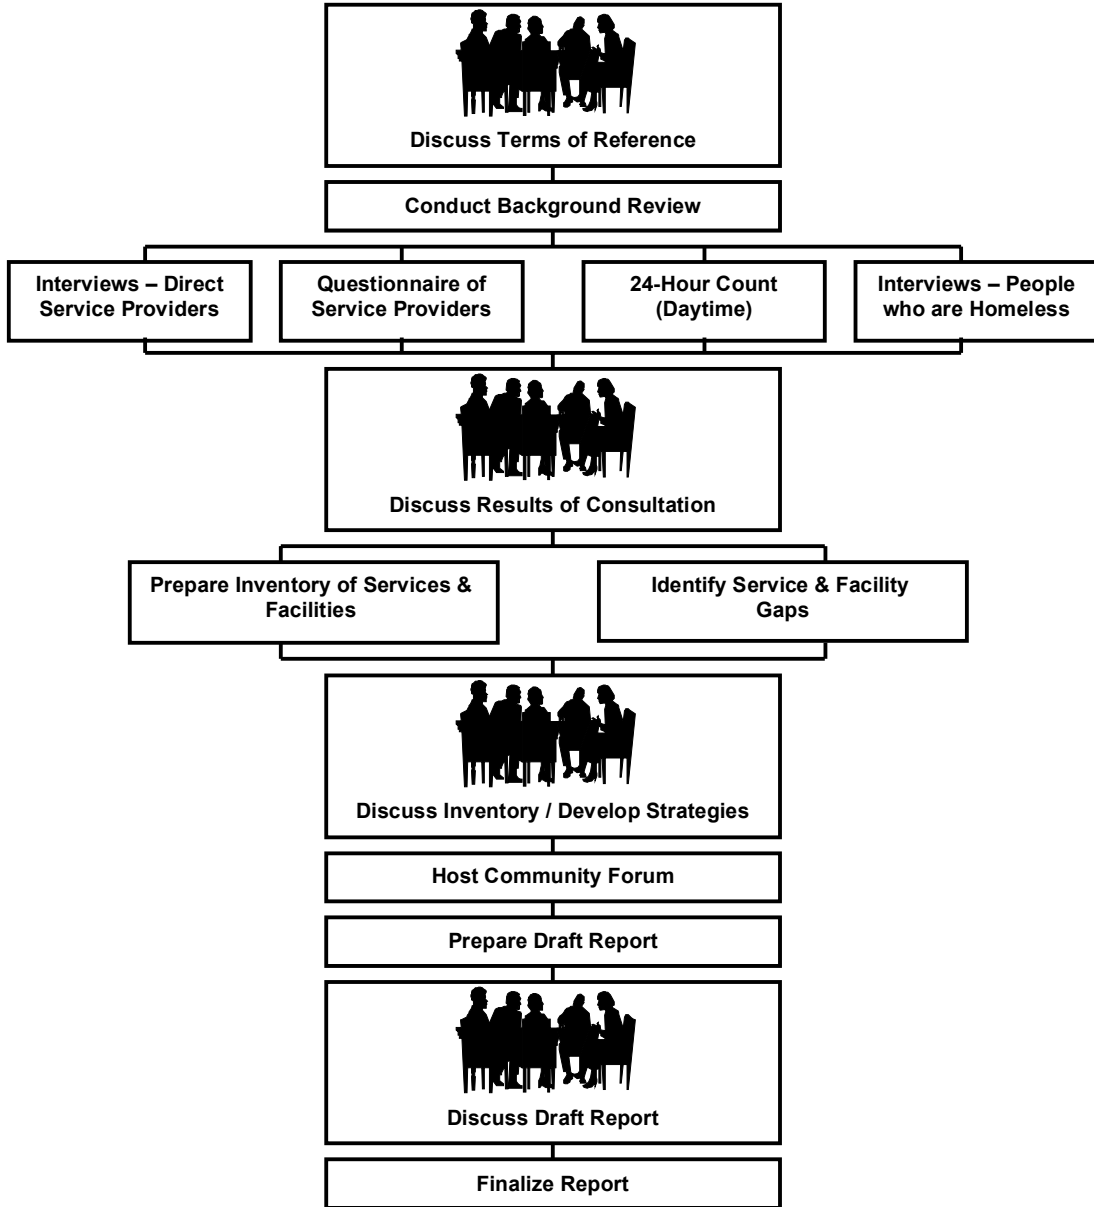 Discuss Terms of Reference
Conduct Background Review
Interviews – Direct
Service Providers
Questionnaire of
Service Providers
24-Hour Count
(Daytime)
Interviews – People
who are Homeless
Discuss Results of Consultation
Prepare Inventory of Services &
Facilities
Identify Service & Facility
Gaps
Discuss Inventory / Develop Strategies
Host Community Forum
Prepare Draft Report
Discuss Draft Report
Finalize Report